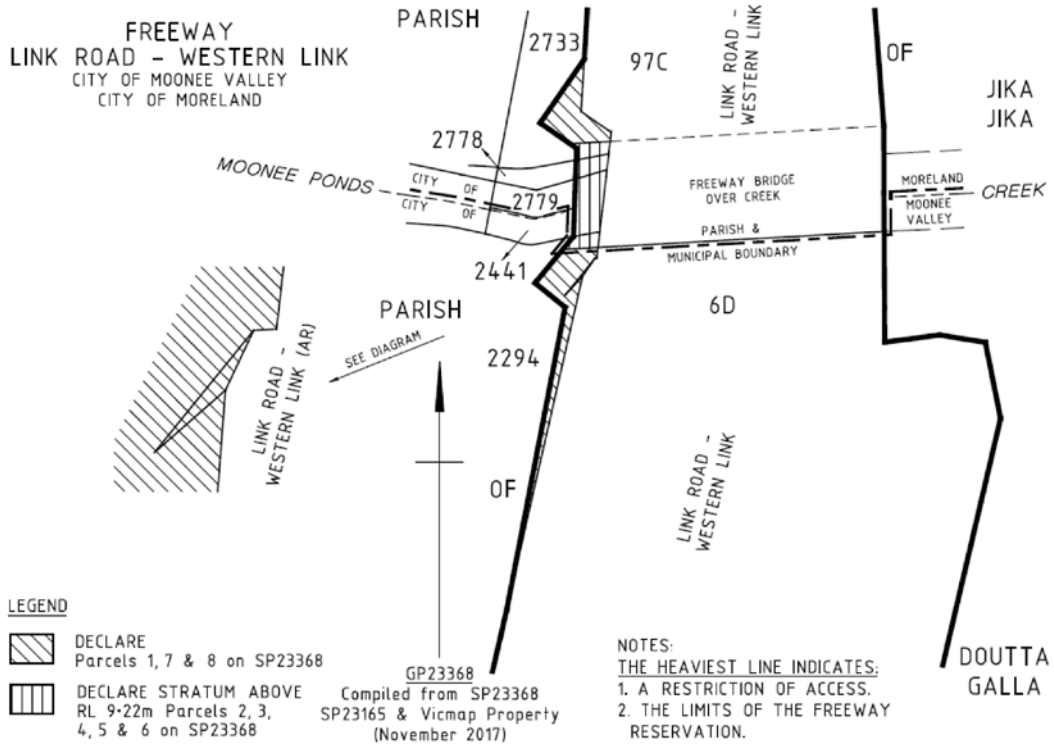 FREEWAY
LINK ROAD - WESTERN LINK
CITY OF MOONEE VALLEY
CITY OF MORELAND
PARISH
2733
97C
LINK ROAD -
WESTERN LINK
OF
JIKA
JIKA
2778
MOONEE PONDS
CITY OF
CITY OF
2779
FREEWAY BRIDGE
OVER CREEK
MORELAND
CREEK
MOONEE
VALLEY
PARISH &
MUNICIPAL BOUNDARY
2441
6D
PARISH
SEE DIAGRAM
2294
LINK ROAD -
WESTERN LINK (AR)
OF
LINK ROAD -
WESTERN LINK
LEGEND
DECLARE
Parcels 1, 7 & 8 on SP23368
DECLARE STRATUM ABOVE
RL 9·22m Parcels 2, 3,
4, 5 & 6 on SP23368
GP23368
Compiled from SP23368
SP23165 & Vicmap Property
(November 2017)
NOTES:
THE HEAVIEST LINE INDICATES:
1. A RESTRICTION OF ACCESS.
2. THE LIMITS OF THE FREEWAY
RESERVATION.
DOUTTA
GALLA